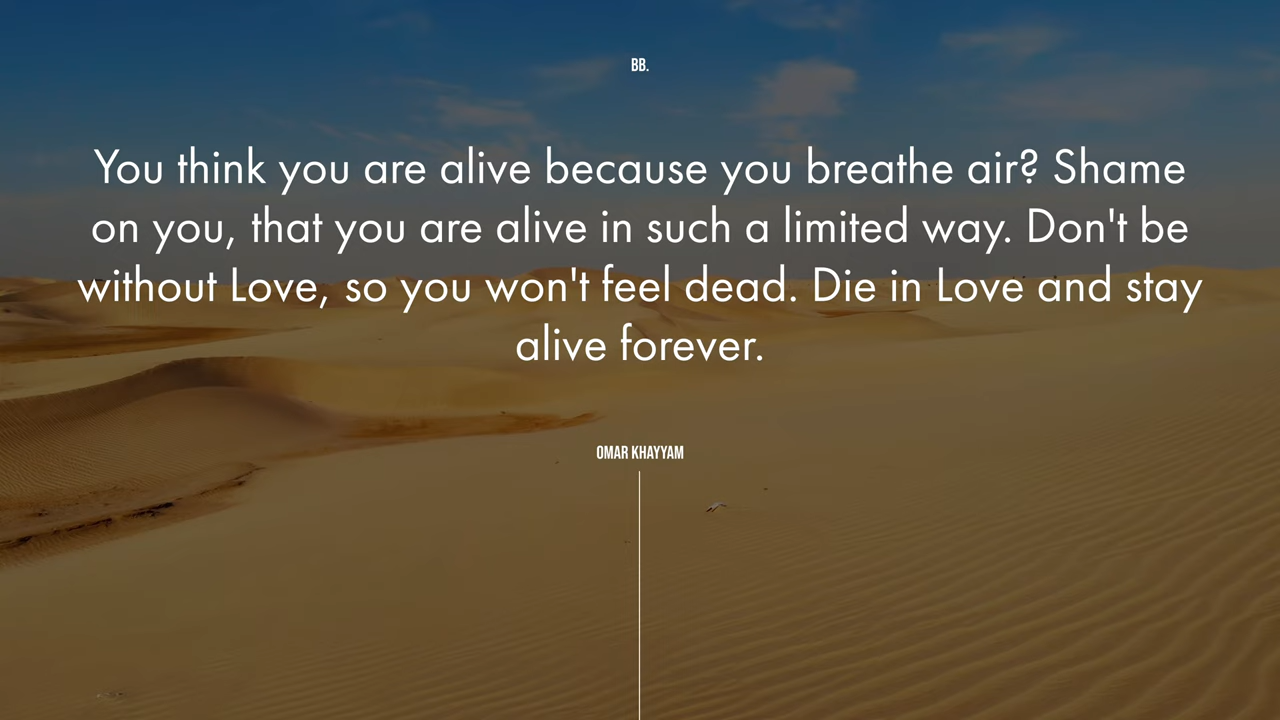 BB.
You think you are alive because you breathe air? Shame
on you, that you are alive in such a limited way. Don't be
without Love, so you won't feel dead. Die in Love and stay
alive forever.
OMAR KHAYYAM